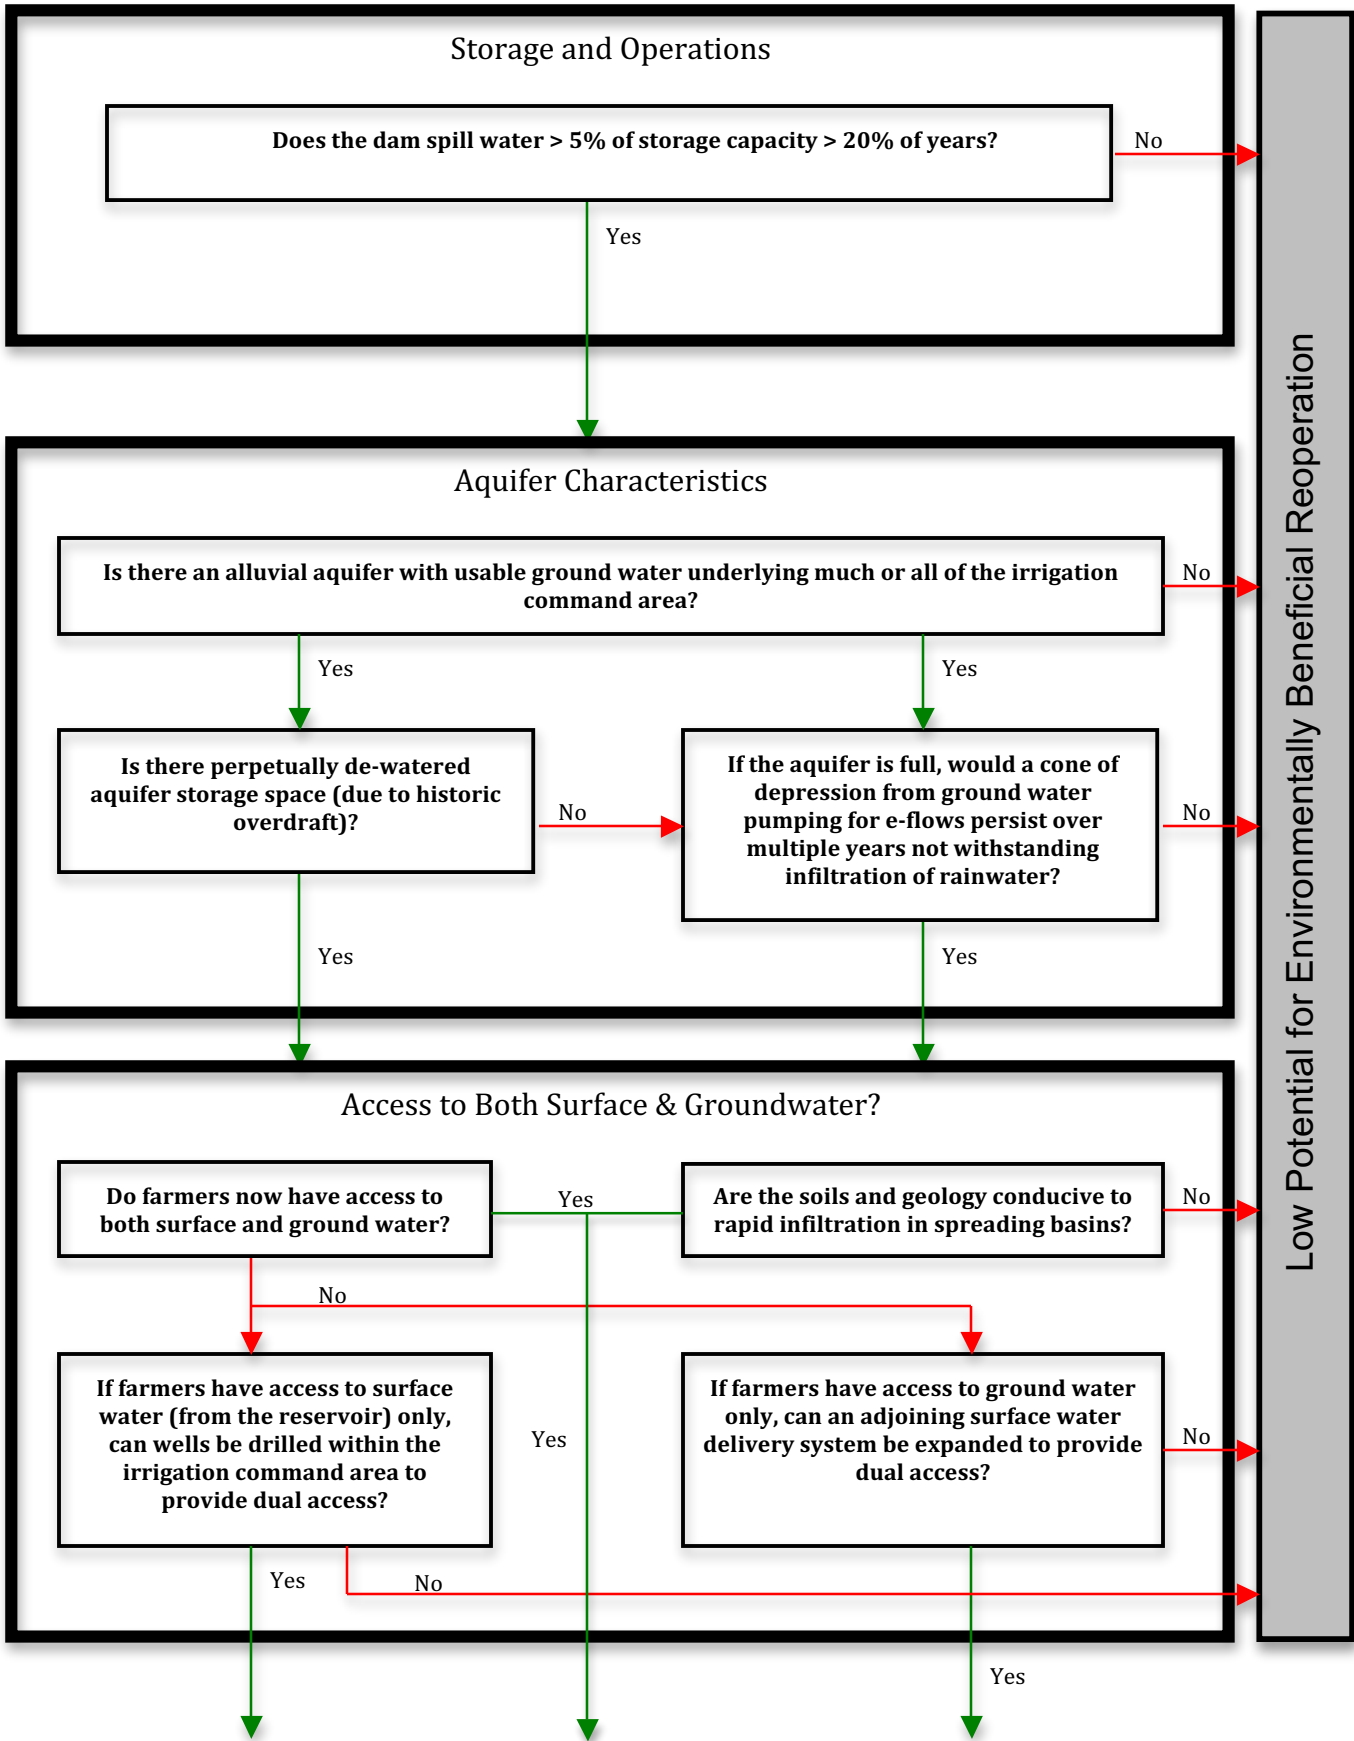 Storage and Operations
Does the dam spill water > 5% of storage capacity > 20% of years?
No
Yes
Aquifer Characteristics
Is there an alluvial aquifer with usable ground water underlying much or all of the irrigation
command area?
No
Yes
Yes
Is there perpetually de-watered
aquifer storage space (due to historic
overdraft)?
No
If the aquifer is full, would a cone of
depression from ground water
pumping for e-flows persist over
multiple years not withstanding
infiltration of rainwater?
No
Yes
Yes
Access to Both Surface & Groundwater?
Do farmers now have access to
both surface and ground water?
Yes
Are the soils and geology conducive to
rapid infiltration in spreading basins?
No
No
If farmers have access to surface
water (from the reservoir) only,
can wells be drilled within the
irrigation command area to
provide dual access?
Yes
If farmers have access to ground water
only, can an adjoining surface water
delivery system be expanded to provide
dual access?
No
Yes
No
Yes
Low Potential for Environmentally Beneficial Reoperation